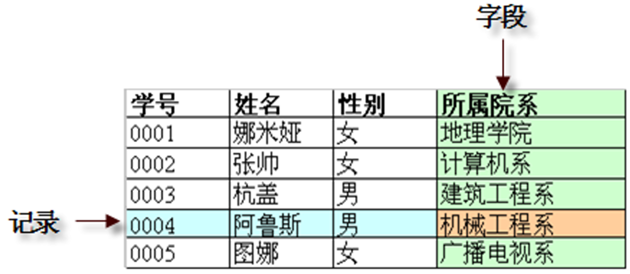 字段
学号 姓名 性别 所属院系
0001 娜米娅 女 地理学院
0002 张帅 女 计算机系
0003 杭盖 男 建筑工程系
记录 0004 阿鲁斯 男 机械工程系
0005 图娜 女 广播电视系